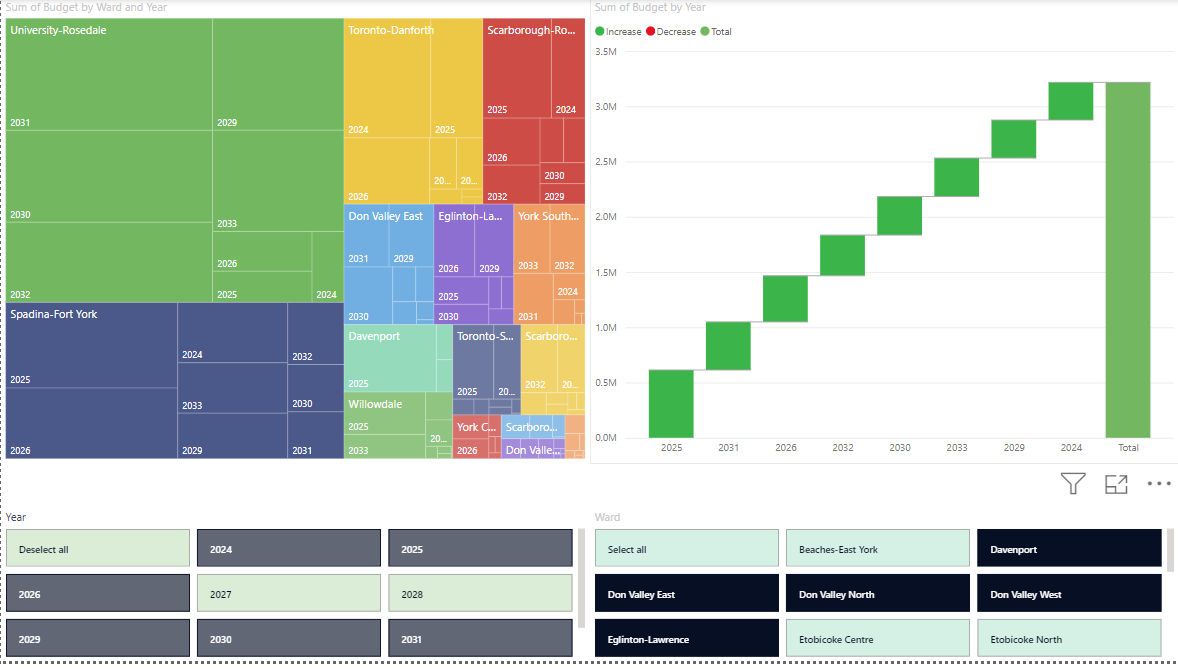 Sum of Budget by Ward and Year
University-Rosedale
2031
2029
2030
2033
2026
2032
2025
2024
Spadina-Fort York
2024
2032
2025
2033
2030
2026
2029
2031
Toronto-Danforth
2024
2025
20...
20...
2026
Scarborough-Ro...
2025
2024
2026
2030
2032
2029
Don Valley East
2031
2029
2030
Eglinton-La...
2026
2029
2025
2030
York South...
2033
2032
2024
2031
Davenport
2025
Toronto-S...
2025
20...
Scarboro...
2032
20...
Willowdale
2025
20...
2033
York C...
2026
Scarboro...
Don Valle...
Sum of Budget by Year
Increase Decrease Total
3.5M
3.0M
2.5M
2.0M
1.5M
1.0M
0.5M
0.0M
2025 2031 2026 2032 2030 2033 2029 2024 Total
Year
Deselect all 2024 2025
2026 2027 2028
2029 2030 2031
Ward
Select all Beaches-East York Davenport
Don Valley East Don Valley North Don Valley West
Eglinton-Lawrence Etobicoke Centre Etobicoke North